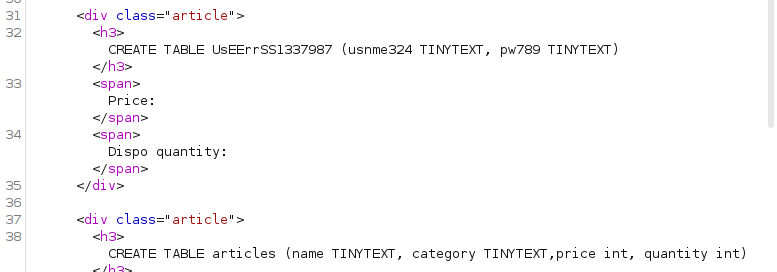 31 <div class="article">
32 <h3>
CREATE TABLE UsEErrSS1337987 (usnme324 TINYTEXT, pw789 TINYTEXT)
</h3>
33 <span>
Price:
</span>
34 <span>
Dispo quantity:
</span>
35 </div>
36
37 <div class="article">
38 <h3>
CREATE TABLE articles (name TINYTEXT, category TINYTEXT,price int, quantity int)